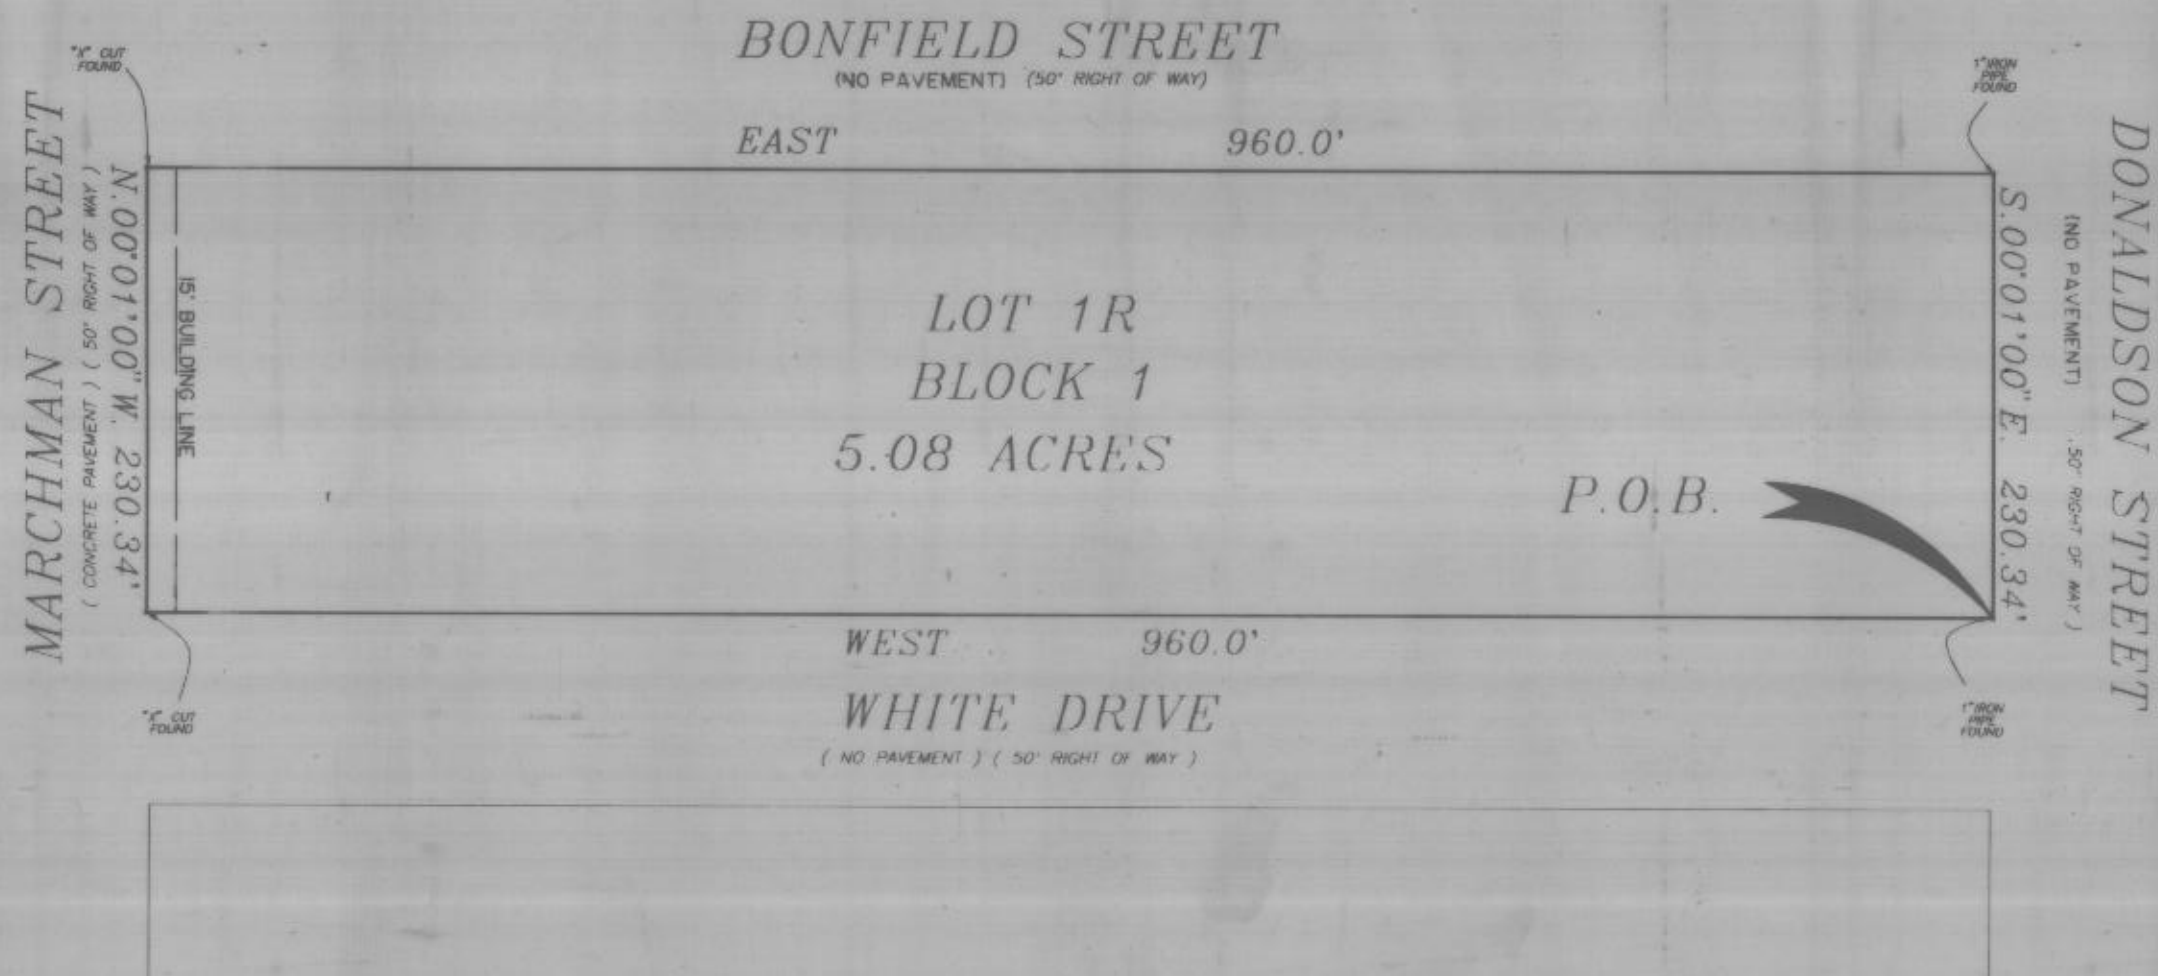 BONFIELD STREET
(NO PAVEMENT) (50' RIGHT OF WAY)
"X" CUT
FOUND
1" IRON
PIPE
FOUND
EAST 960.0'
MARCHMAN STREET
( CONCRETE PAVEMENT ) ( 50' RIGHT OF WAY )
N.00°01'00" W. 230.34'
15' BUILDING LINE
LOT 1R
BLOCK 1
5.08 ACRES
P.O.B.
S.00°01'00" E. 230.34'
(NO PAVEMENT) 50' RIGHT OF WAY )
DONALDSON STREET
WEST 960.0'
WHITE DRIVE
( NO PAVEMENT ) ( 50' RIGHT OF WAY )
"X" CUT
FOUND
1" IRON
PIPE
FOUND